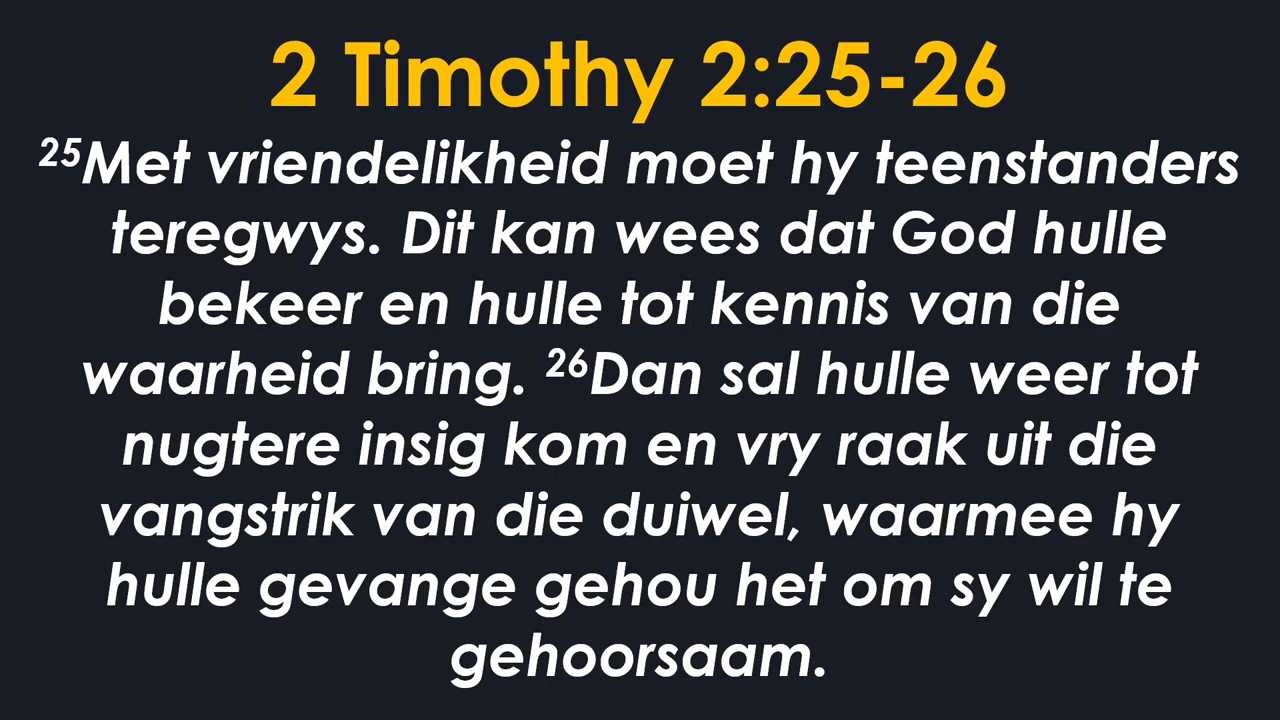 2 Timothy 2:25-26
²⁵Met vriendelikheid moet hy teenstanders
teregwys. Dit kan wees dat God hulle
bekeer en hulle tot kennis van die
waarheid bring. ²⁶Dan sal hulle weer tot
nugtere insig kom en vry raak uit die
vangstrik van die duiwel, waarmee hy
hulle gevange gehou het om sy wil te
gehoorsaam.